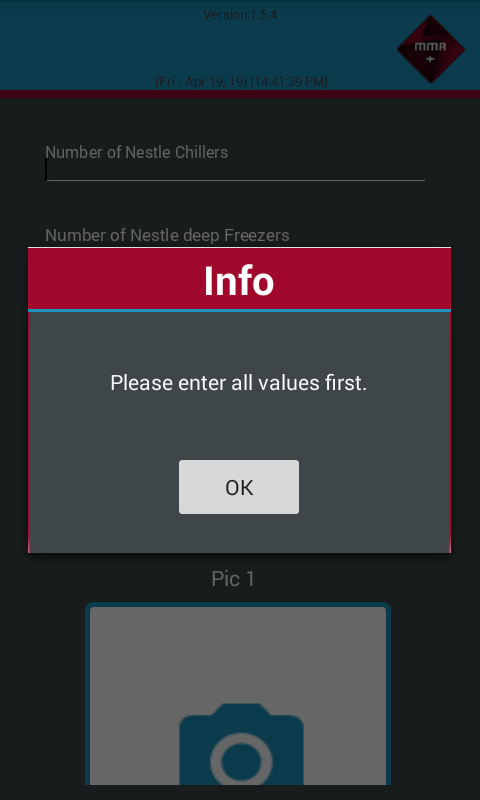 Version:1.5.4
MMA
+
(Fri - Apr 19, 19) (14:41:39 PM)
Number of Nestle Chillers
Number of Nestle deep Freezers
Info
Please enter all values first.
OK
Pic 1